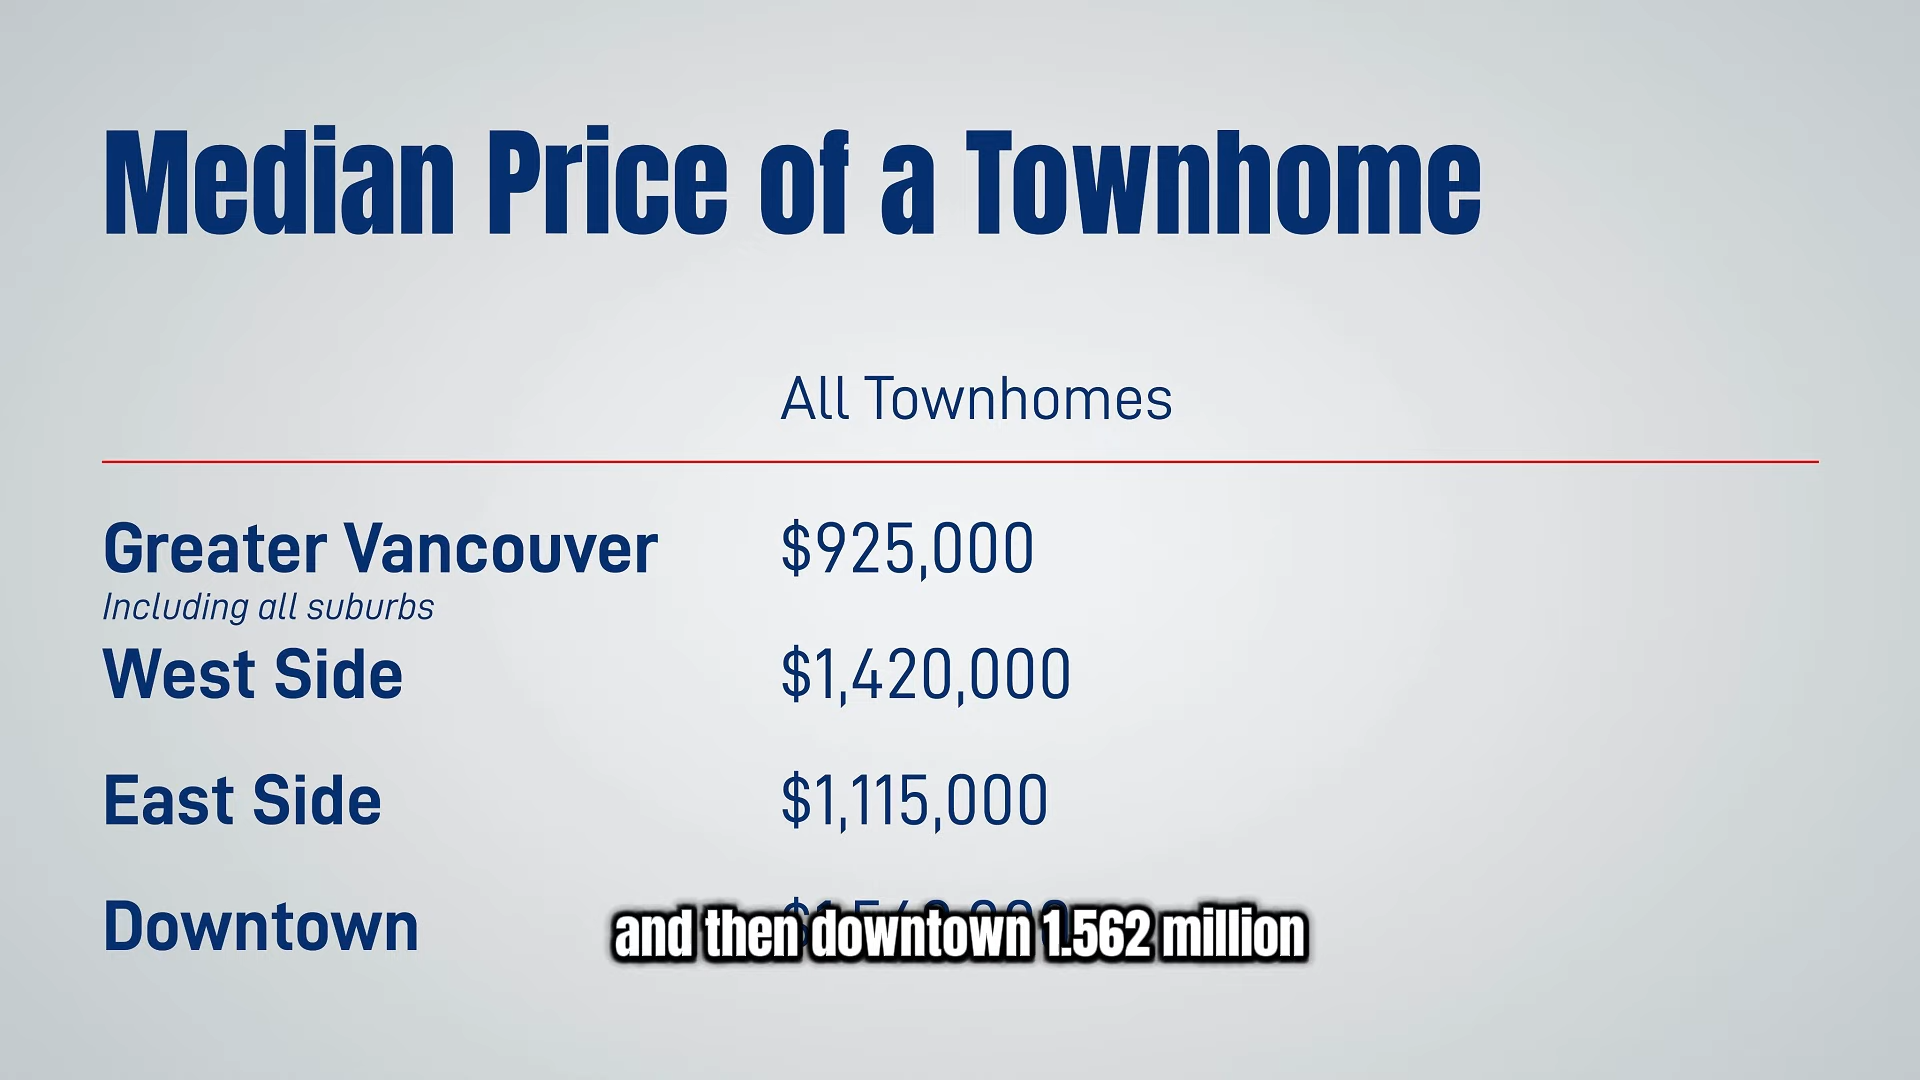 Median Price of a Townhome
All Townhomes
Greater Vancouver $925,000
Including all suburbs
West Side $1,420,000
East Side $1,115,000
Downtown
and then downtown 1.562 million